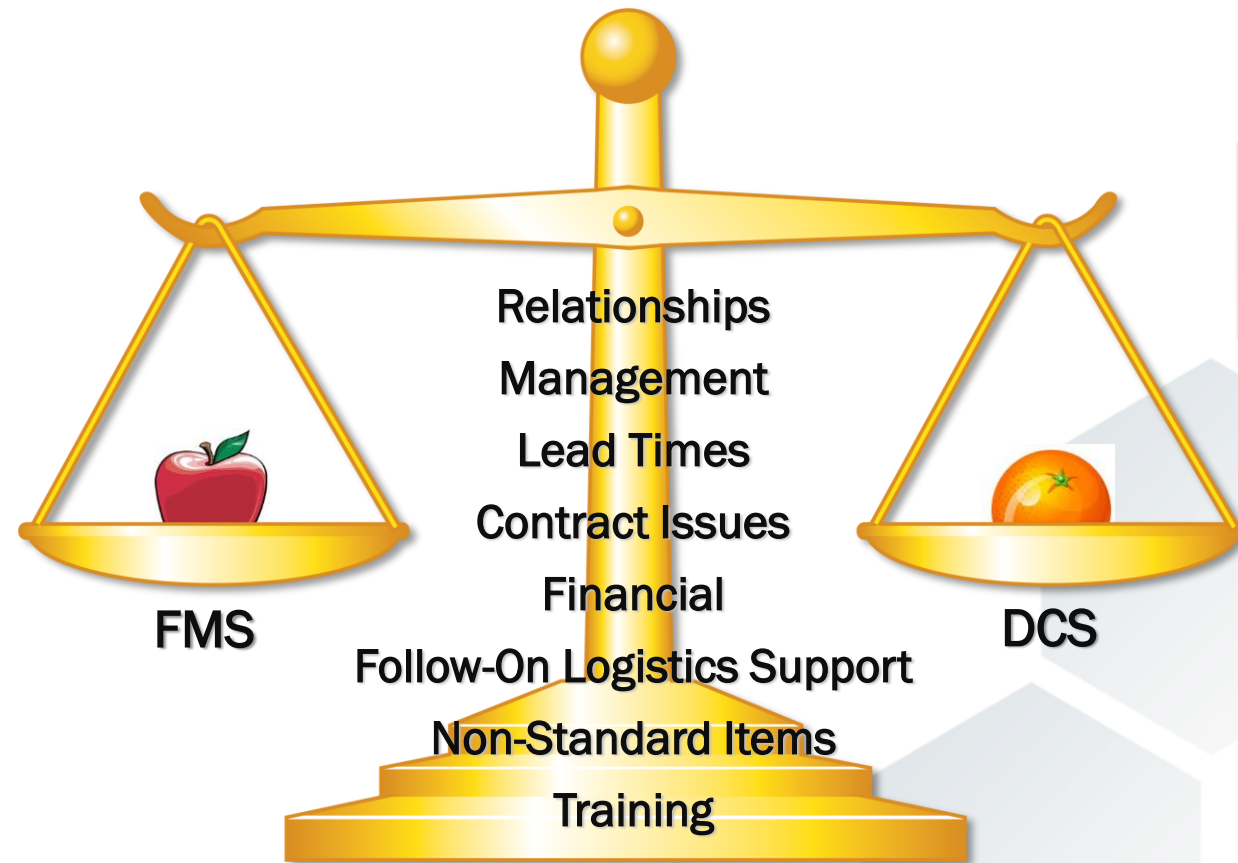 Relationships
Management
Lead Times
Contract Issues
Financial
FMS
DCS
Follow-On Logistics Support
Non-Standard Items
Training